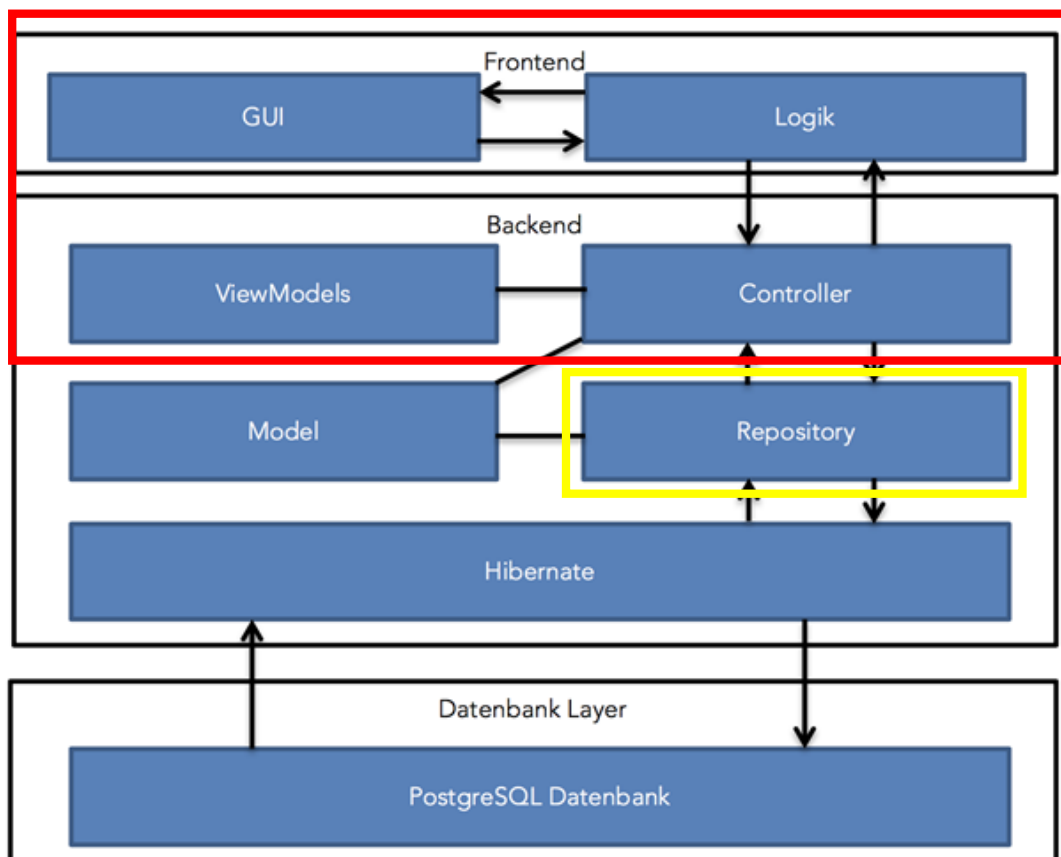 Frontend
GUI
Logik
Backend
ViewModels
Controller
Model
Repository
Hibernate
Datenbank Layer
PostgreSQL Datenbank